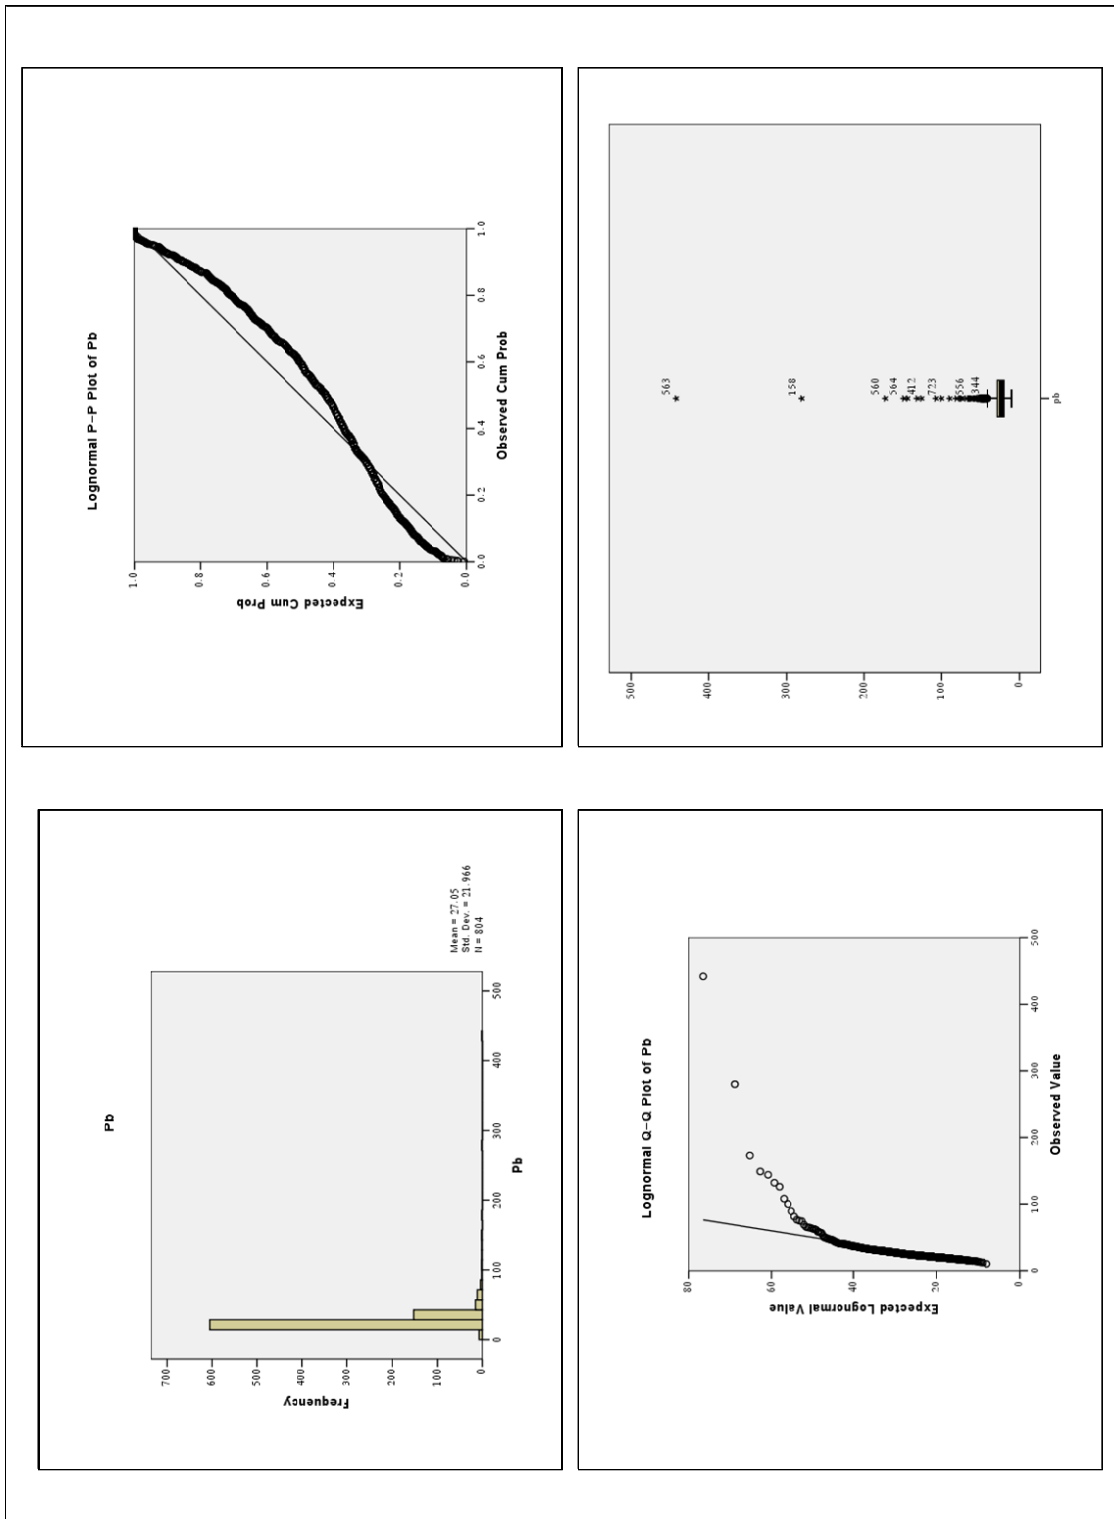 Pb
Frequency
700
600
500
400
300
200
100
0
0 100 200 300 400 500
Pb
Mean = 27.05
Std. Dev. = 21.966
N = 804
Lognormal P-P Plot of Pb
Expected Cum Prob
1.0
0.8
0.6
0.4
0.2
0.0
0.0 0.2 0.4 0.6 0.8 1.0
Observed Cum Prob
Lognormal Q-Q Plot of Pb
Expected Lognormal Value
80
60
40
20
0
0 100 200 300 400 500
Observed Value
500
400
300
200
100
0
563
158
560
564
412
723
556
344
pb